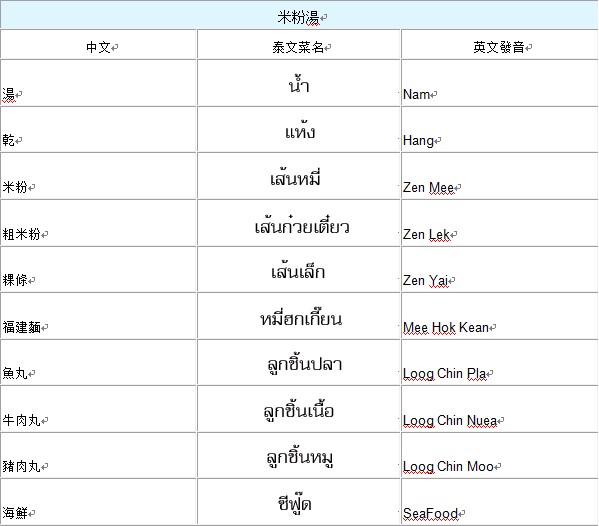 米粉湯
中文 泰文菜名 英文發音
湯 น้ำ Nam
乾 แห้ง Hang
米粉 เส้นหมี่ Zen Mee
粗米粉 เส้นก๋วยเตี๋ยว Zen Lek
粿條 เส้นเล็ก Zen Yai
福建麵 หมี่ฮกเกี๊ยน Mee Hok Kean
魚丸 ลูกชิ้นปลา Loog Chin Pla
牛肉丸 ลูกชิ้นเนื้อ Loog Chin Nuea
豬肉丸 ลูกชิ้นหมู Loog Chin Moo
海鮮 ซีฟู๊ด SeaFood